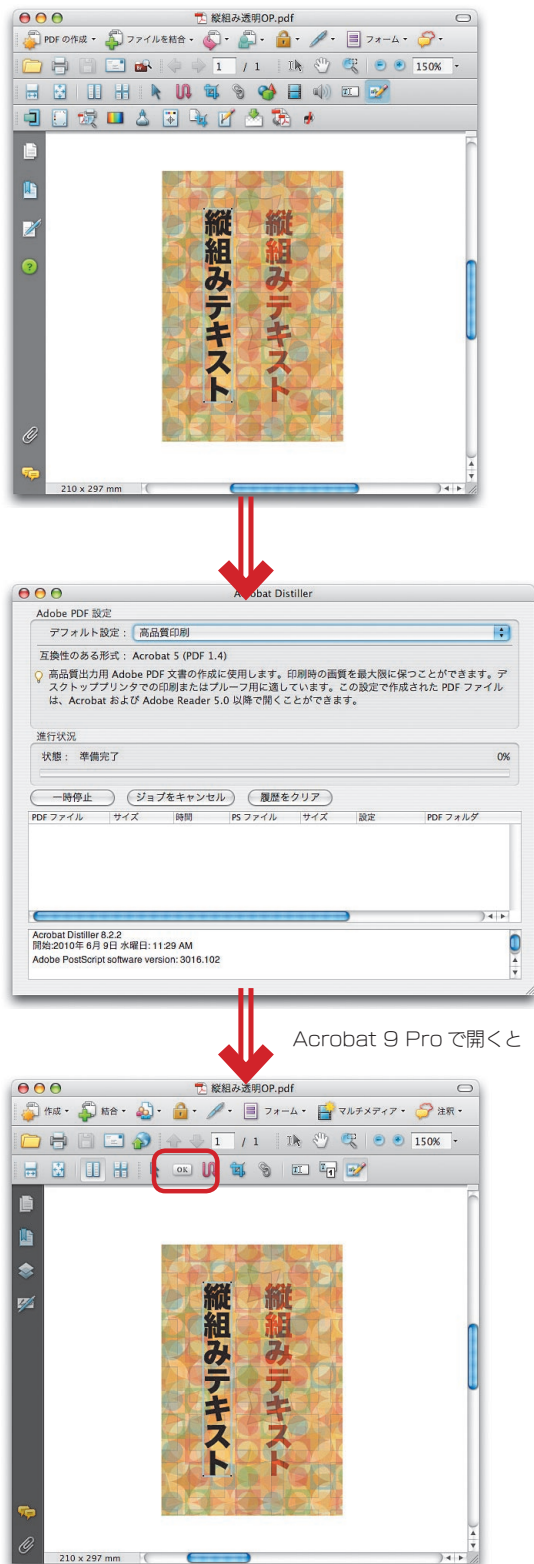 縦組み透明OP.pdf
PDF の作成 ファイルを結合 フォーム
1 / 1 150%
縦組みテキスト
縦組みテキスト
210 x 297 mm
Acrobat Distiller
Adobe PDF 設定
デフォルト設定： 高品質印刷
互換性のある形式： Acrobat 5 (PDF 1.4)
高品質出力用 Adobe PDF 文書の作成に使用します。印刷時の画質を最大限に保つことができます。デ
スクトッププリンタでの印刷またはプルーフ用に適しています。この設定で作成された PDF ファイル
は、Acrobat および Adobe Reader 5.0 以降で開くことができます。
進行状況
状態： 準備完了 0%
一時停止 ジョブをキャンセル 履歴をクリア
PDF ファイル サイズ 時間 PS ファイル サイズ 設定 PDF フォルダ
Acrobat Distiller 8.2.2
開始:2010年 6月 9日 水曜日: 11:29 AM
Adobe PostScript software version: 3016.102
Acrobat 9 Pro で開くと
縦組み透明OP.pdf
作成 結合 フォーム マルチメディア 注釈
1 / 1 150%
OK
縦組みテキスト
縦組みテキスト
210 x 297 mm